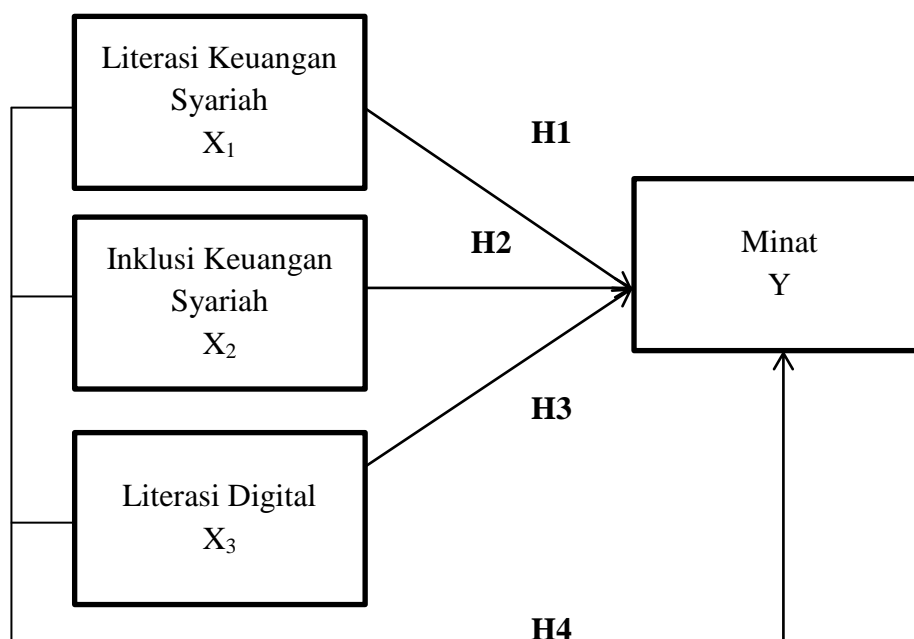 Literasi Keuangan
Syariah
X₁
H1
Inklusi Keuangan
Syariah
X₂
H2
Minat
Y
Literasi Digital
X₃
H3
H4